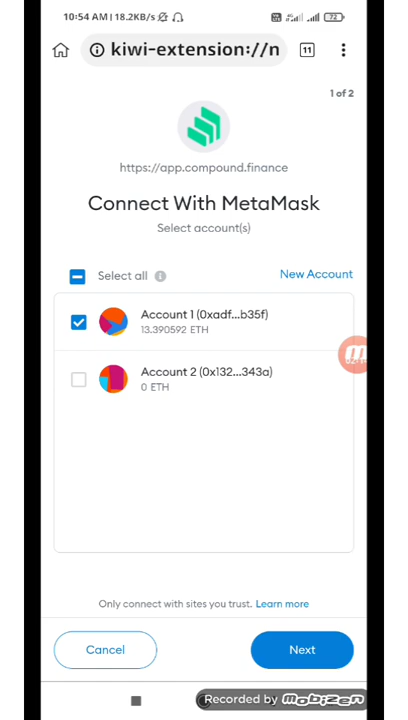 10:54 AM | 18.2KB/s
72
kiwi-extension://n
11
1 of 2
https://app.compound.finance
Connect With MetaMask
Select account(s)
Select all
New Account
Account 1 (0xadf...b35f)
13.390592 ETH
Account 2 (0x132...343a)
0 ETH
Only connect with sites you trust. Learn more
Cancel
Next
Recorded by mobizen